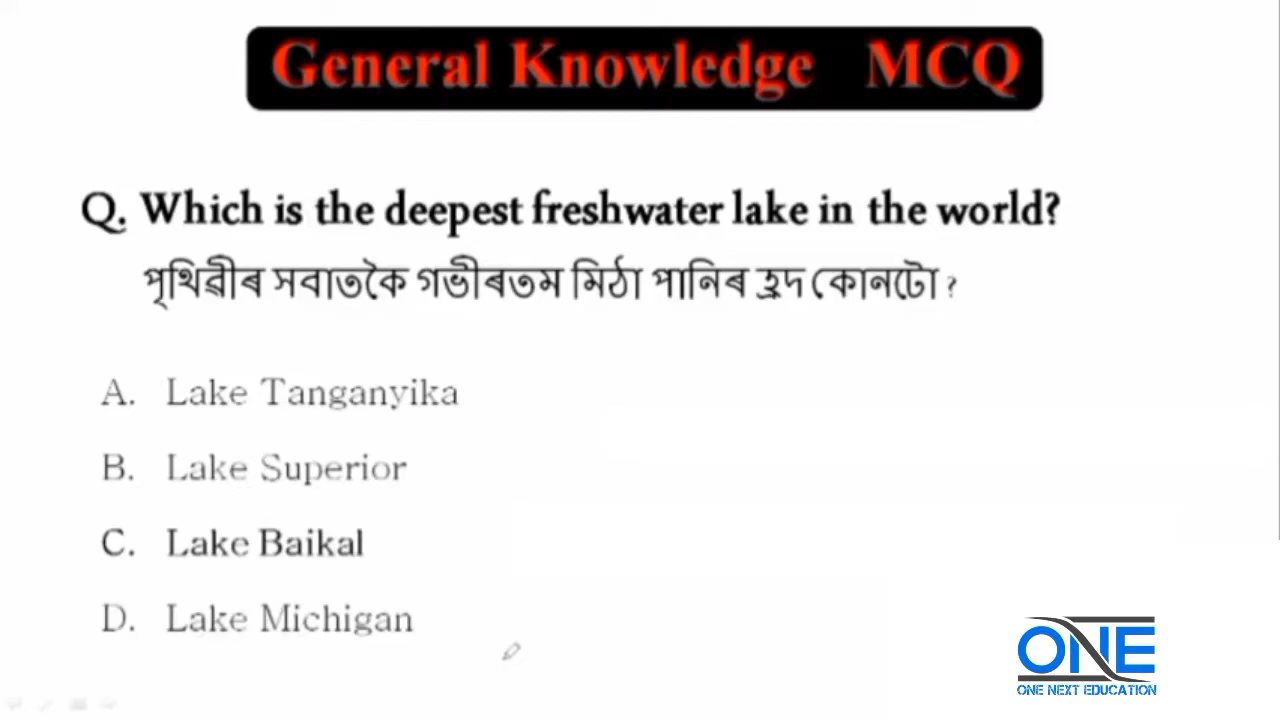 General Knowledge MCQ
Q. Which is the deepest freshwater lake in the world?
পৃথিৱীৰ সবাতকৈ গভীৰতম মিঠা পানিৰ হ্ৰদ কোনটো ?
A. Lake Tanganyika
B. Lake Superior
C. Lake Baikal
D. Lake Michigan
ONE
ONE NEXT EDUCATION